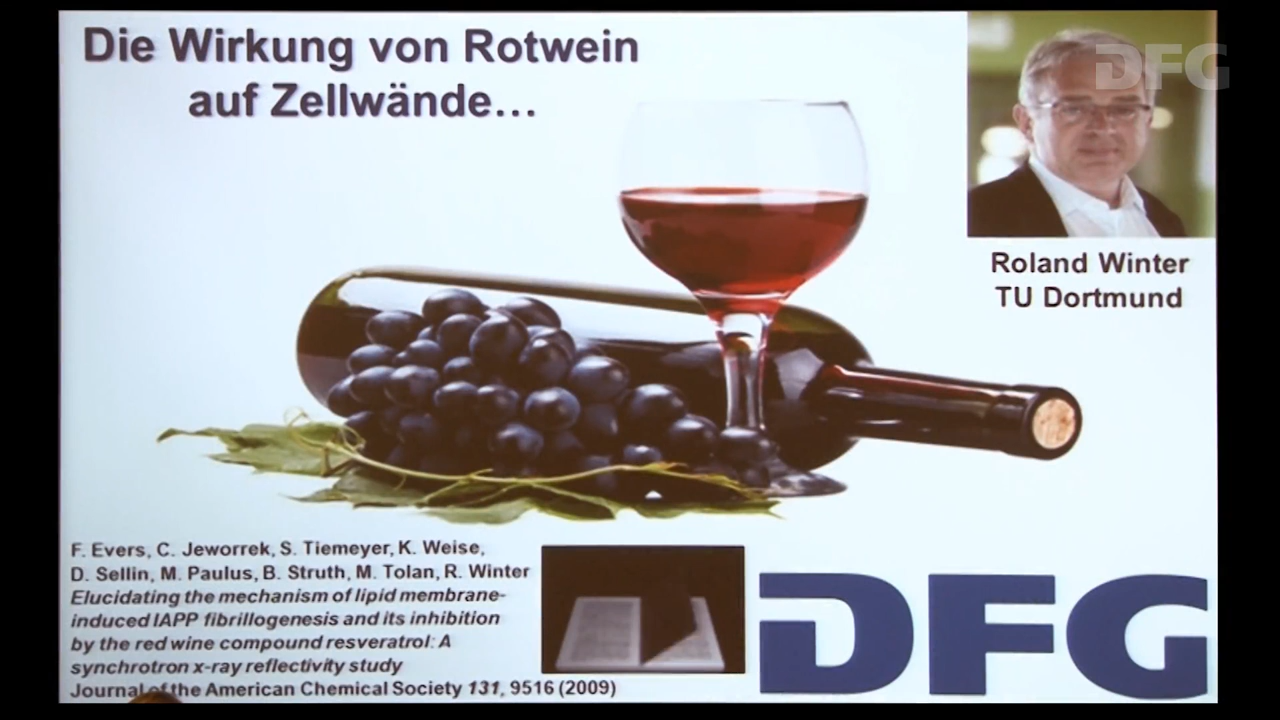 Die Wirkung von Rotwein
auf Zellwände...
DFG
Roland Winter
TU Dortmund
F. Evers, C. Jeworrek, S. Tiemeyer, K. Weise,
D. Sellin, M. Paulus, B. Struth, M. Tolan, R. Winter
Elucidating the mechanism of lipid membrane-
induced IAPP fibrillogenesis and its inhibition
by the red wine compound resveratrol: A
synchrotron x-ray reflectivity study
Journal of the American Chemical Society 131, 9516 (2009)
DFG